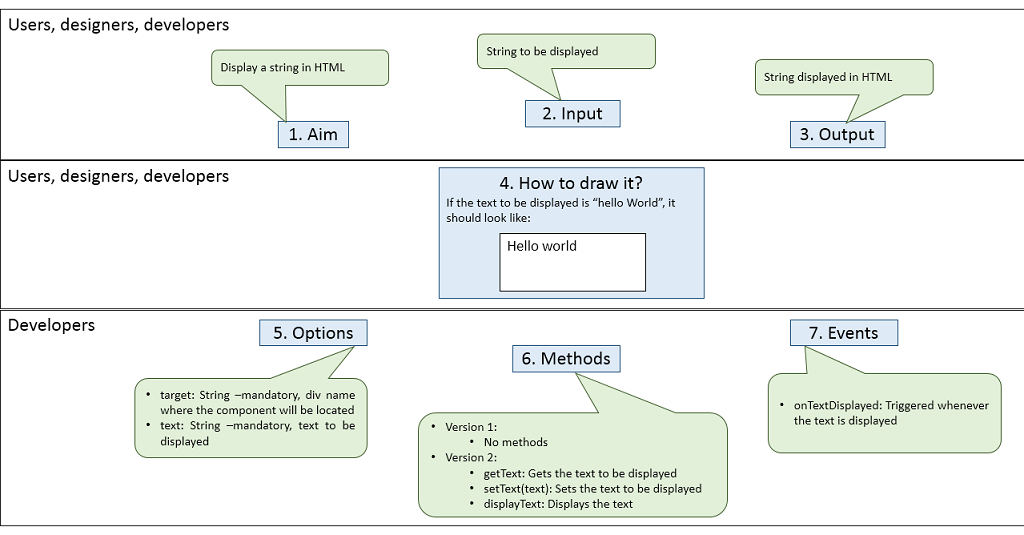 Users, designers, developers
Display a string in HTML
String to be displayed
String displayed in HTML
1. Aim
2. Input
3. Output
Users, designers, developers
4. How to draw it?
If the text to be displayed is “hello World”, it
should look like:
Hello world
Developers
5. Options
6. Methods
7. Events
• target: String –mandatory, div name
where the component will be located
• text: String –mandatory, text to be
displayed
• Version 1:
• No methods
• Version 2:
• getText: Gets the text to be displayed
• setText(text): Sets the text to be displayed
• displayText: Displays the text
• onTextDisplayed: Triggered whenever
the text is displayed